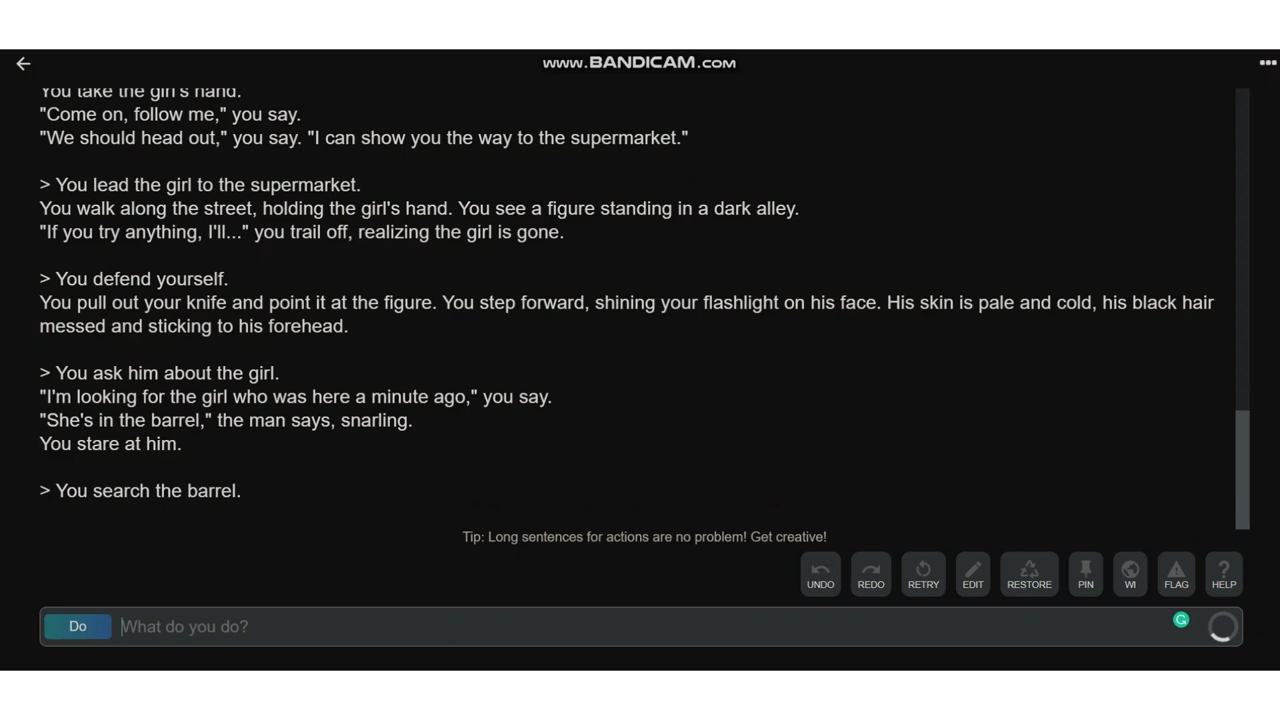 www.BANDICAM.com
You take the girl's hand.
"Come on, follow me," you say.
"We should head out," you say. "I can show you the way to the supermarket."
> You lead the girl to the supermarket.
You walk along the street, holding the girl's hand. You see a figure standing in a dark alley.
"If you try anything, I'll..." you trail off, realizing the girl is gone.
> You defend yourself.
You pull out your knife and point it at the figure. You step forward, shining your flashlight on his face. His skin is pale and cold, his black hair
messed and sticking to his forehead.
> You ask him about the girl.
"I'm looking for the girl who was here a minute ago," you say.
"She's in the barrel," the man says, snarling.
You stare at him.
> You search the barrel.
Tip: Long sentences for actions are no problem! Get creative!
UNDO REDO RETRY EDIT RESTORE PIN WI FLAG HELP
Do What do you do?